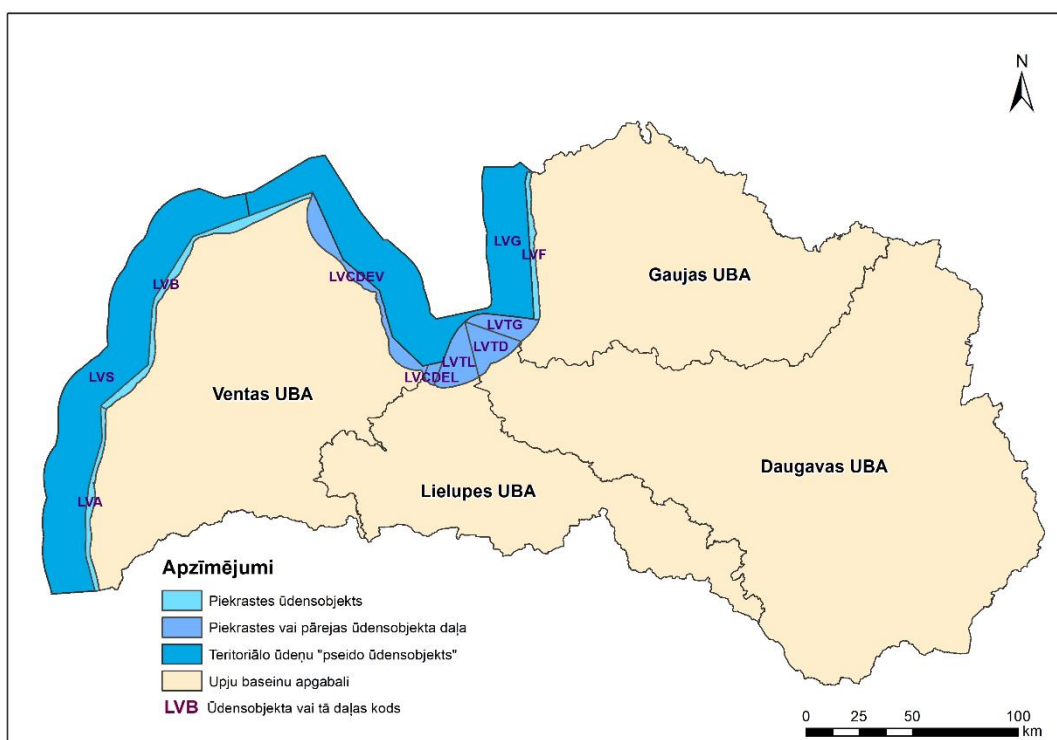 N
LVG
LVF
LVB
LVCDEV
Gaujas UBA
LVTG
LVTD
LVTL
LVS
LVCDEL
Ventas UBA
Daugavas UBA
Lielupes UBA
LVA
Apzīmējumi
Piekrastes ūdensobjekts
Piekrastes vai pārejas ūdensobjekta daļa
Teritoriālo ūdeņu "pseido ūdensobjekts"
Upju baseinu apgabali
LVB Ūdensobjekta vai tā daļas kods
0 25 50 100
km